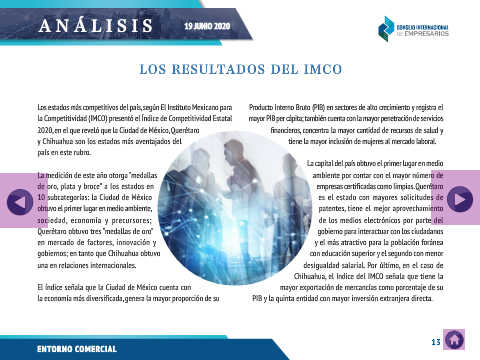 ANÁLISIS
19 JUNIO 2020
CONSEJO INTERNACIONAL
DE EMPRESARIOS
LOS RESULTADOS DEL IMCO
Los estados más competitivos del país, según El Instituto Mexicano para
la Competitividad (IMCO) presentó el Índice de Competitividad Estatal
2020, en el que reveló que la Ciudad de México, Querétaro
y Chihuahua son los estados más aventajados del
país en este rubro.
La medición de este año otorga "medallas
de oro, plata y broce" a los estados en
10 subcategorías: la Ciudad de México
obtuvo el primer lugar en medio ambiente,
sociedad, economía y precursores;
Querétaro obtuvo tres "medallas de oro"
en mercado de factores, innovación y
gobiernos; en tanto que Chihuahua obtuvo
una en relaciones internacionales.
El índice señala que la Ciudad de México cuenta con
la economía más diversificada, genera la mayor proporción de su
Producto Interno Bruto (PIB) en sectores de alto crecimiento y registra el
mayor PIB per cápita; también cuenta con la mayor penetración de servicios
financieros, concentra la mayor cantidad de recursos de salud y
tiene la mayor inclusión de mujeres al mercado laboral.
La capital del país obtuvo el primer lugar en medio
ambiente por contar con el mayor número de
empresas certificadas como limpias. Querétaro
es el estado con mayores solicitudes de
patentes, tiene el mejor aprovechamiento
de los medios electrónicos por parte del
gobierno para interactuar con los ciudadanos
y el más atractivo para la población foránea
con educación superior y el segundo con menor
desigualdad salarial. Por último, en el caso de
Chihuahua, el Índice del IMCO señala que tiene la
mayor exportación de mercancías como porcentaje de su
PIB y la quinta entidad con mayor inversión extranjera directa.
13
ENTORNO COMERCIAL